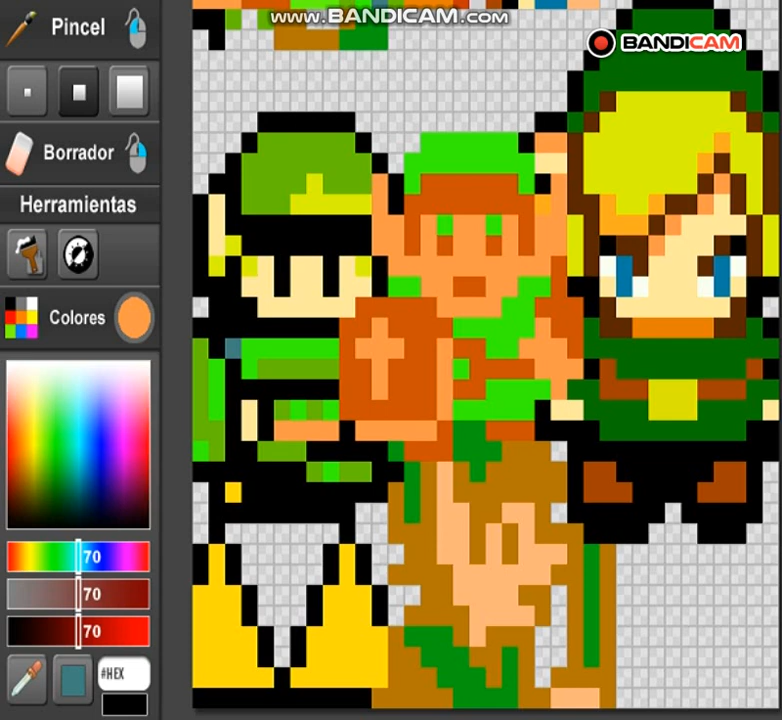 www.BANDICAM.com
BANDICAM
Pincel
Borrador
Herramientas
Colores
70
70
70
#HEX